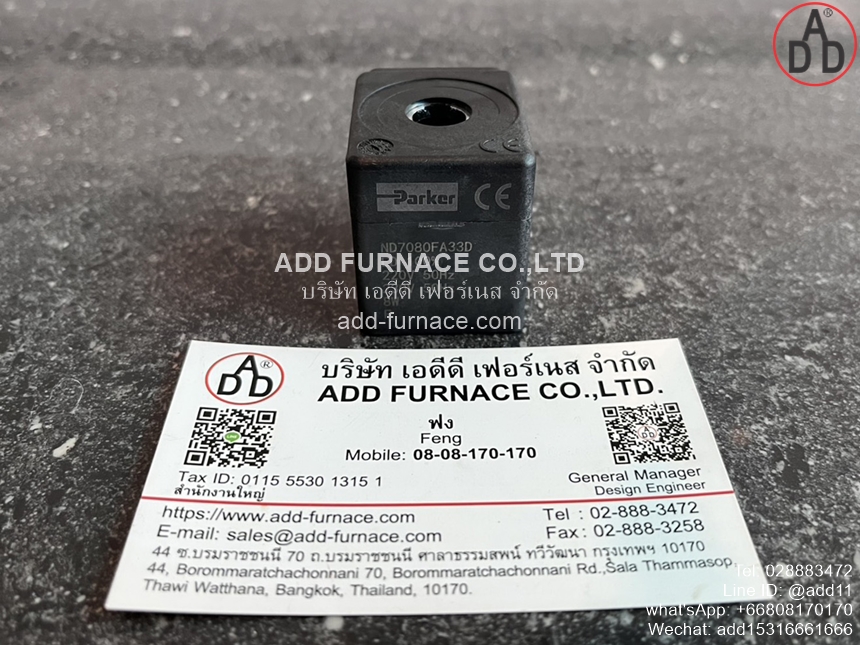 ADD®
Parker CE
ND7080FA33D
220V 50Hz
8W
ADD FURNACE CO.,LTD
บริษัท เอดีดี เฟอร์เนส จำกัด
add-furnace.com
ADD®
บริษัท เอดีดี เฟอร์เนส จำกัด
ADD FURNACE CO.,LTD.
ฟง
Feng
Mobile: 08-08-170-170
Tax ID: 0115 5530 1315 1
สำนักงานใหญ่
General Manager
Design Engineer
https://www.add-furnace.com
E-mail: sales@add-furnace.com
Tel : 02-888-3472
Fax : 02-888-3258
44 ซ.บรมราชชนนี 70 ถ.บรมราชชนนี ศาลาธรรมสพน์ ทวีวัฒนา กรุงเทพฯ 10170
44, Borommaratchachonnani 70, Borommaratchachonnani Rd.,Sala Thammasop,
Thawi Watthana, Bangkok, Thailand, 10170.
Tel: 028883472
Line ID: @add11
what'sApp: +66808170170
Wechat: add15316661666